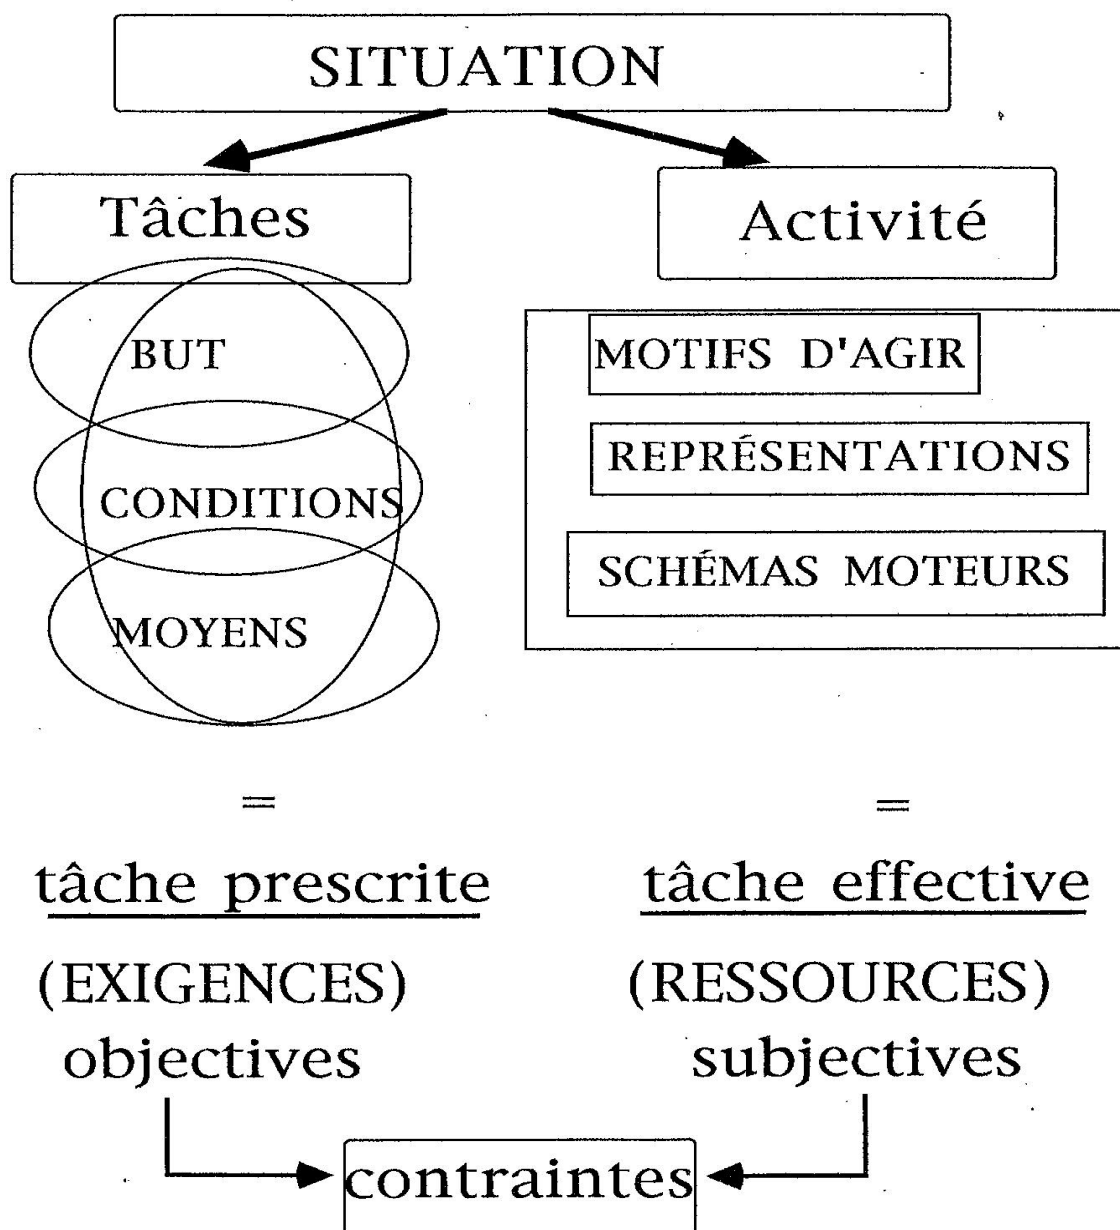 SITUATION
Tâches
Activité
BUT
CONDITIONS
MOYENS
MOTIFS D'AGIR
REPRÉSENTATIONS
SCHÉMAS MOTEURS
=
=
tâche prescrite
(EXIGENCES)
objectives
tâche effective
(RESSOURCES)
subjectives
contraintes